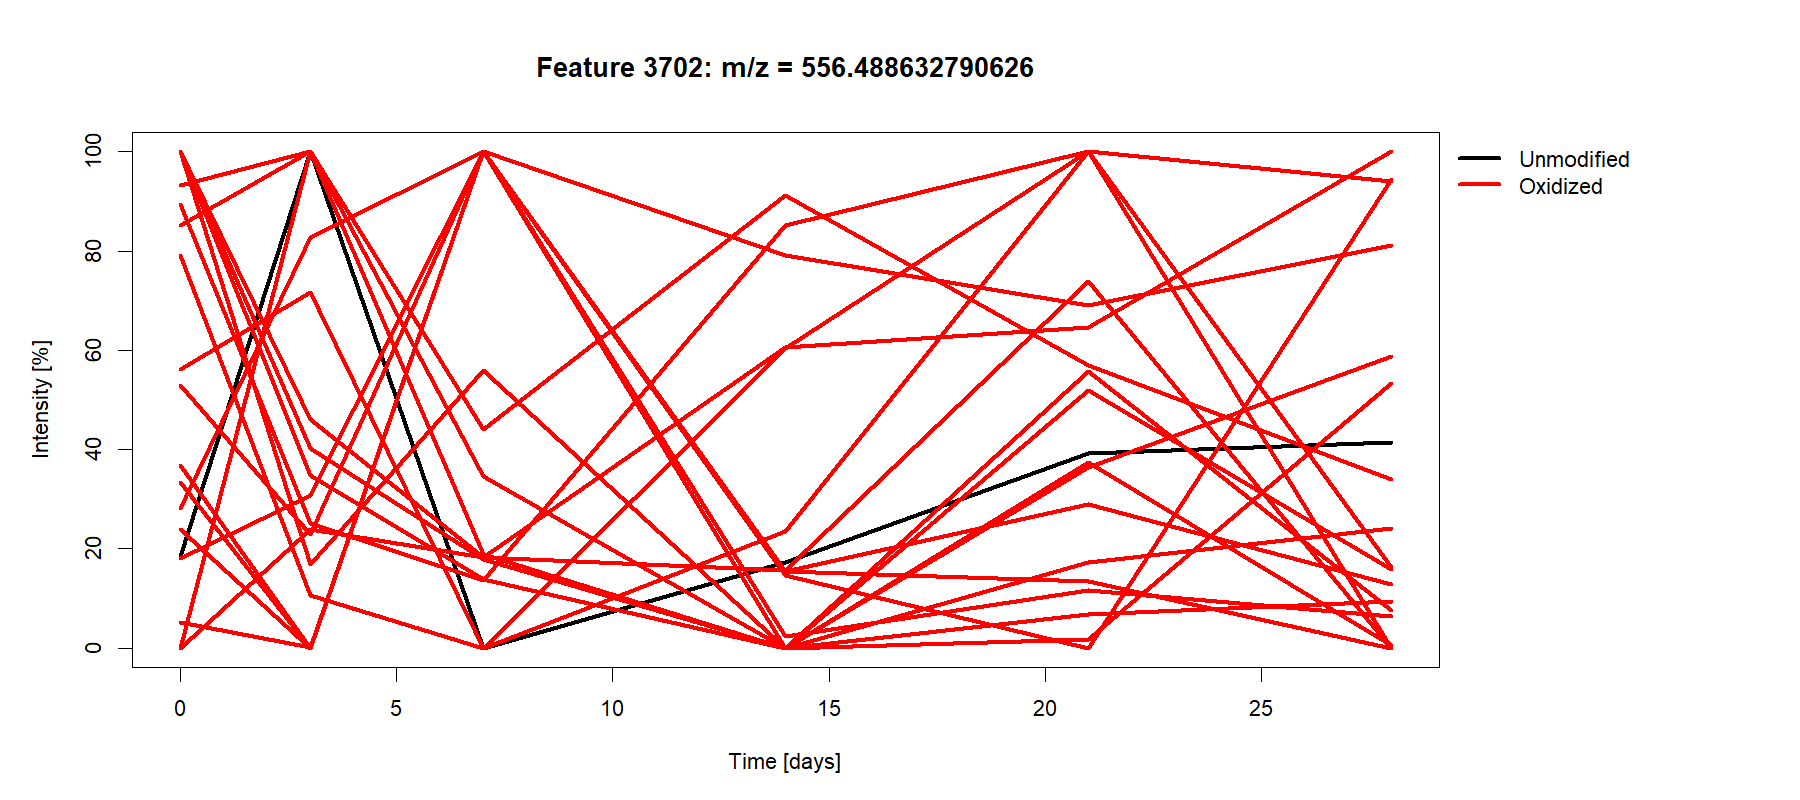 Feature 3702: m/z = 556.488632790626
Unmodified
Oxidized
Intensity [%]
100
80
60
40
20
0
0 5 10 15 20 25
Time [days]